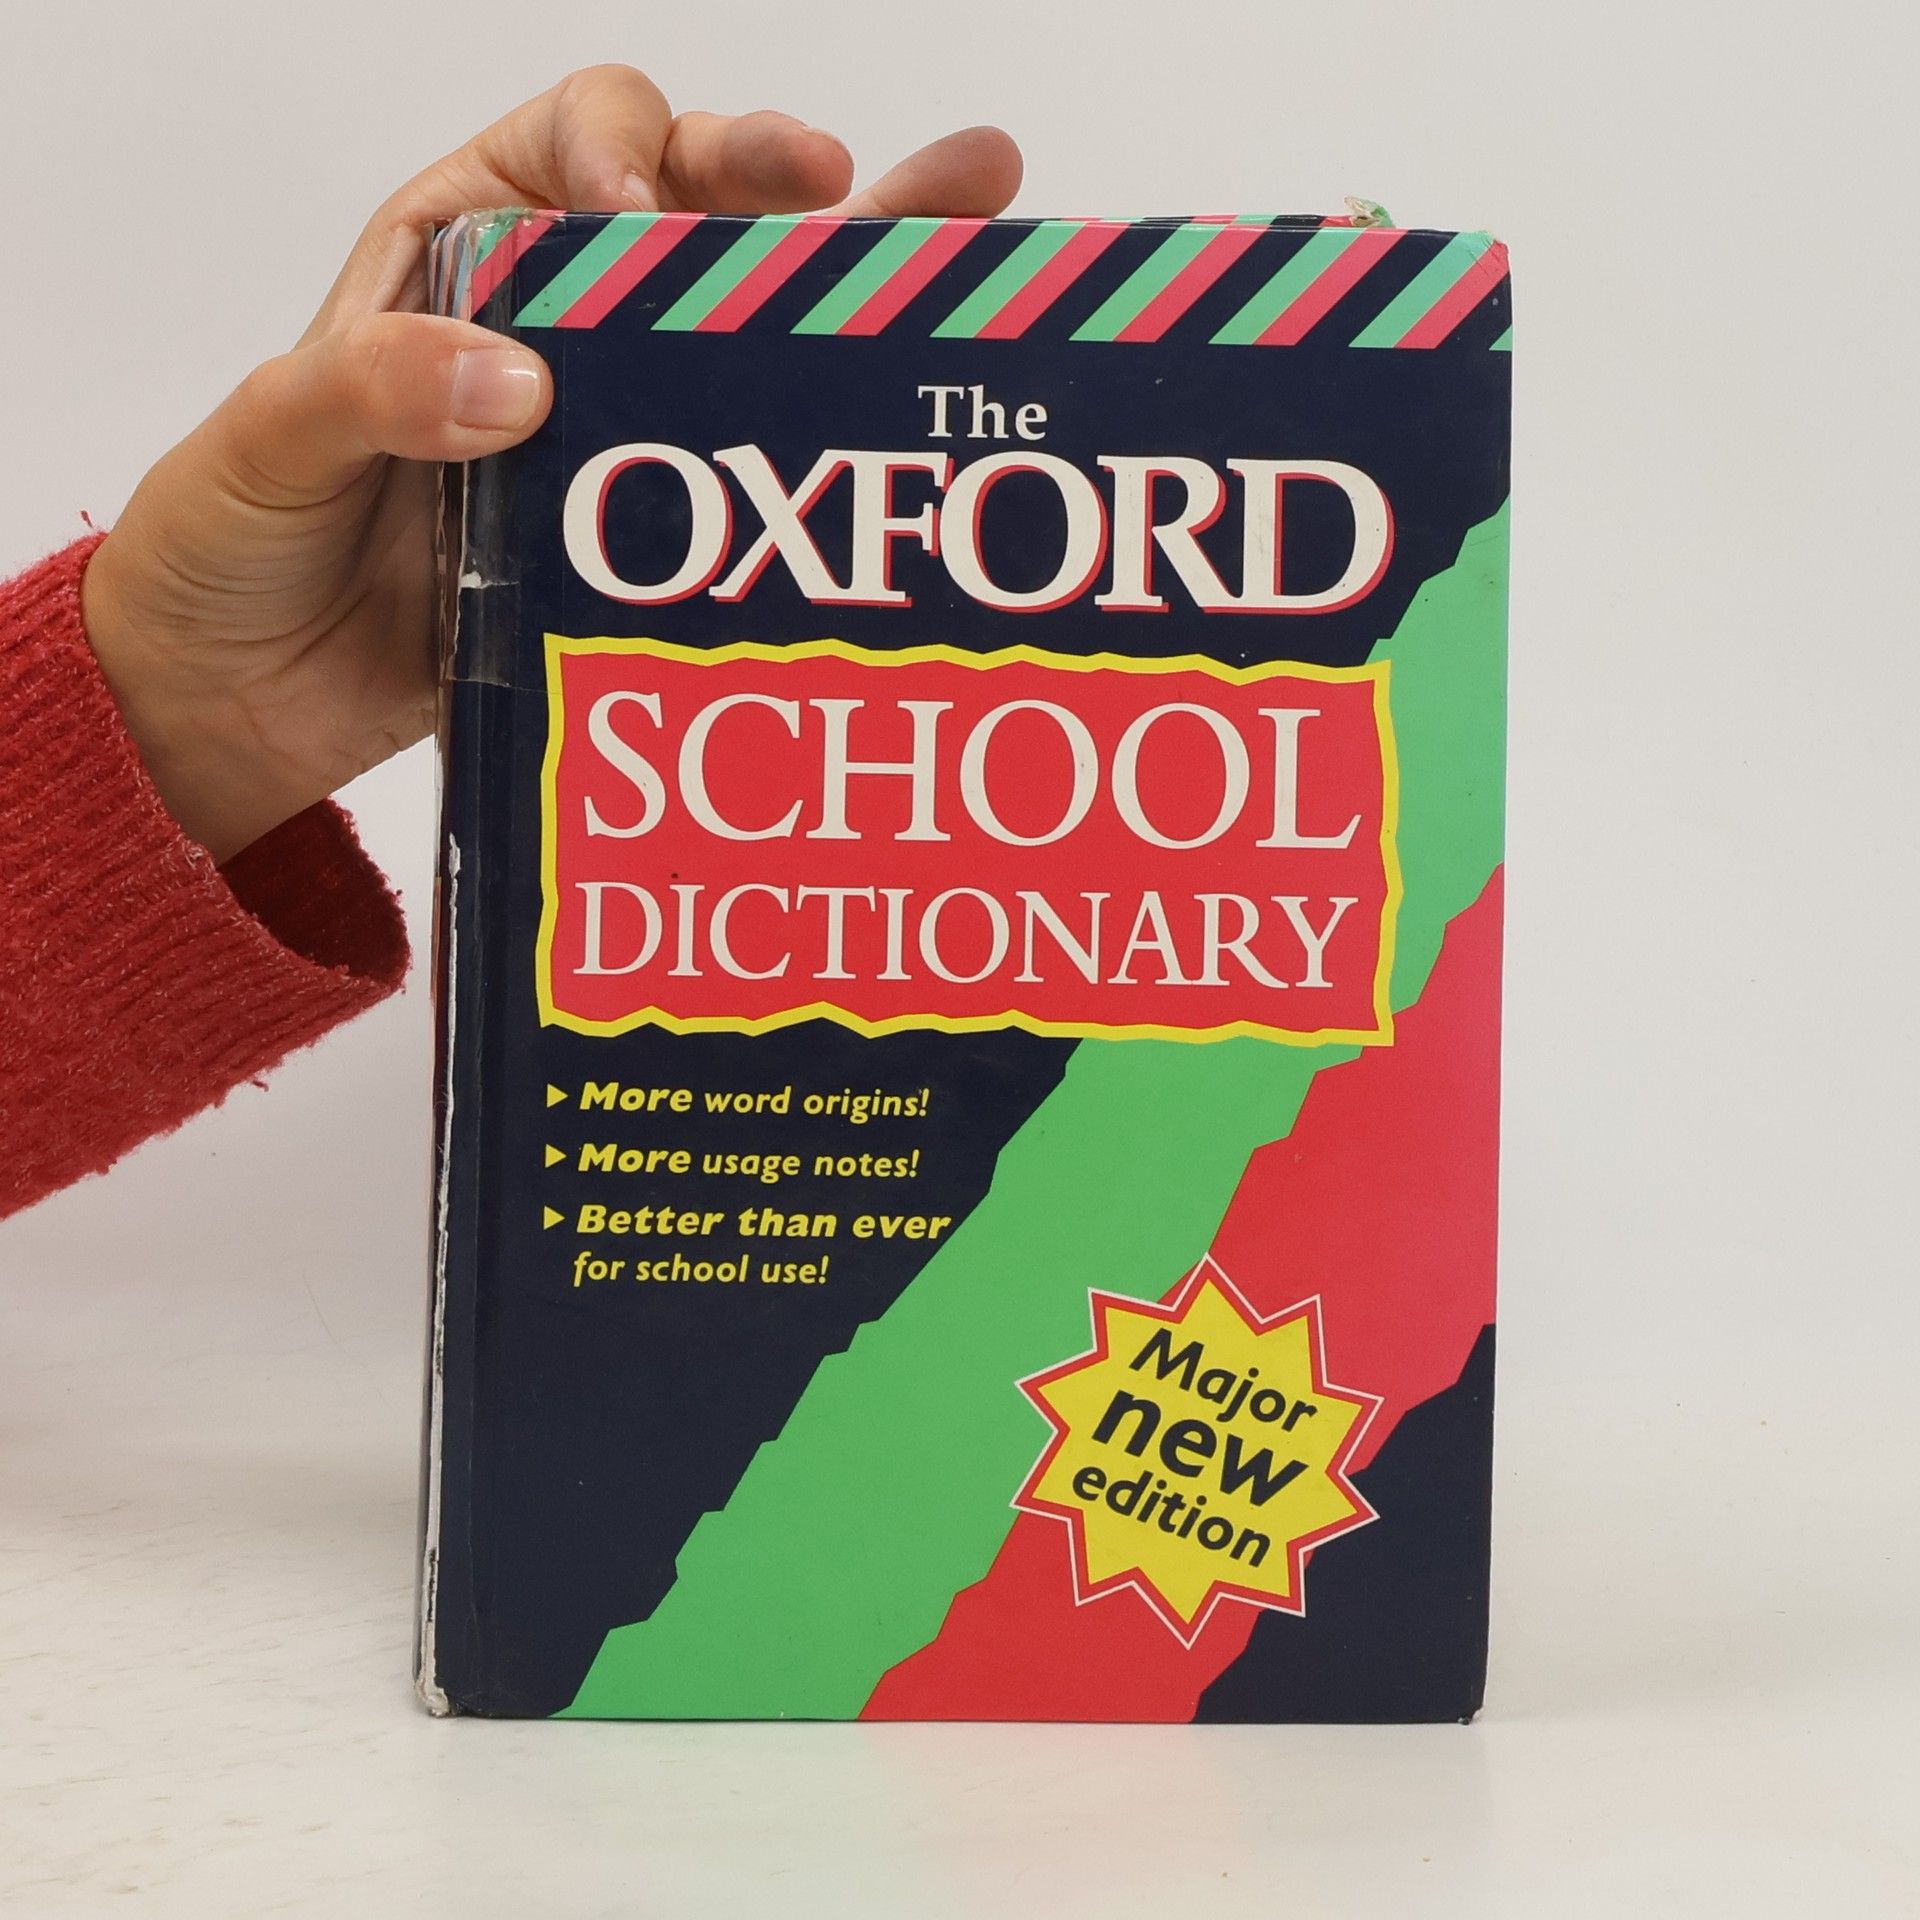 The
OXFORD
SCHOOL
DICTIONARY
More word origins!
More usage notes!
Better than ever
for school use!
Major
new
edition